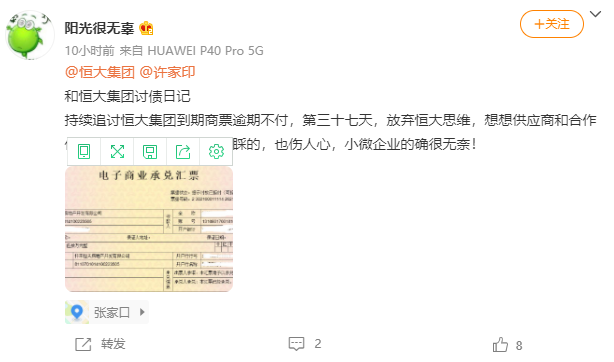 阳光很无辜
+关注
10小时前 来自 HUAWEI P40 Pro 5G
@恒大集团 @许家印
和恒大集团讨债日记
持续追讨恒大集团到期商票逾期不付，第三十七天，放弃恒大思维，想想供应商和合作
睬的，也伤人心，小微企业的确很无奈！
电子商业承兑汇票
张家口
转发
2
8